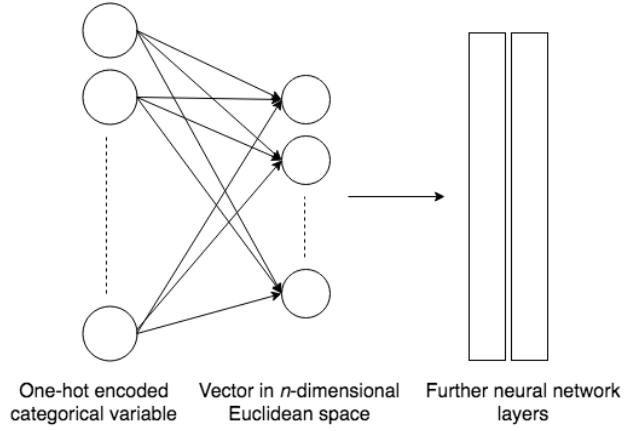 One-hot encoded
categorical variable
Vector in n-dimensional
Euclidean space
Further neural network
layers